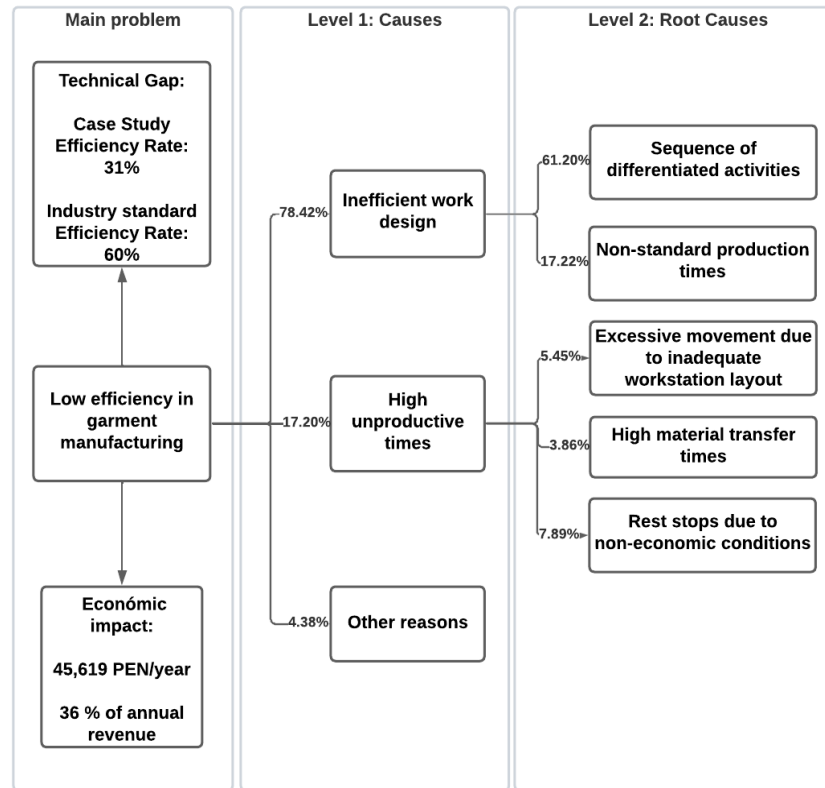 Main problem
Level 1: Causes
Level 2: Root Causes
Technical Gap:
Case Study
Efficiency Rate:
31%
Industry standard
Efficiency Rate:
60%
Low efficiency in
garment
manufacturing
Económic
impact:
45,619 PEN/year
36 % of annual
revenue
78.42%
Inefficient work
design
17.20%
High
unproductive
times
4.38%
Other reasons
61.20%
Sequence of
differentiated activities
17.22%
Non-standard production
times
5.45%
Excessive movement due
to inadequate
workstation layout
3.86%
High material transfer
times
7.89%
Rest stops due to
non-economic conditions